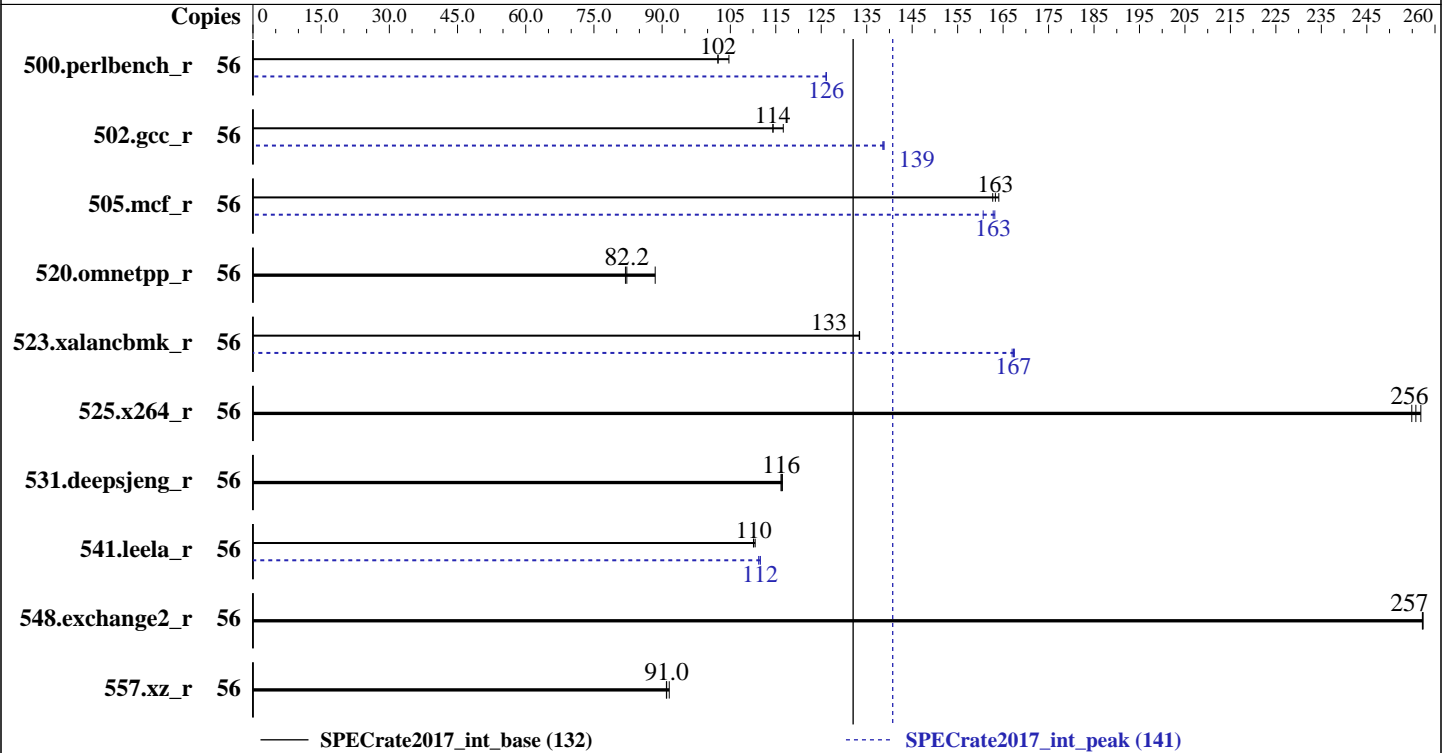 Copies 0 15.0 30.0 45.0 60.0 75.0 90.0 105 115 125 135 145 155 165 175 185 195 205 215 225 235 245 260
102
500.perlbench_r 56
126
114
502.gcc_r 56
139
163
505.mcf_r 56
163
82.2
520.omnetpp_r 56
133
523.xalancbmk_r 56
167
256
525.x264_r 56
116
531.deepsjeng_r 56
110
541.leela_r 56
112
257
548.exchange2_r 56
91.0
557.xz_r 56
SPECrate2017_int_base (132) SPECrate2017_int_peak (141)